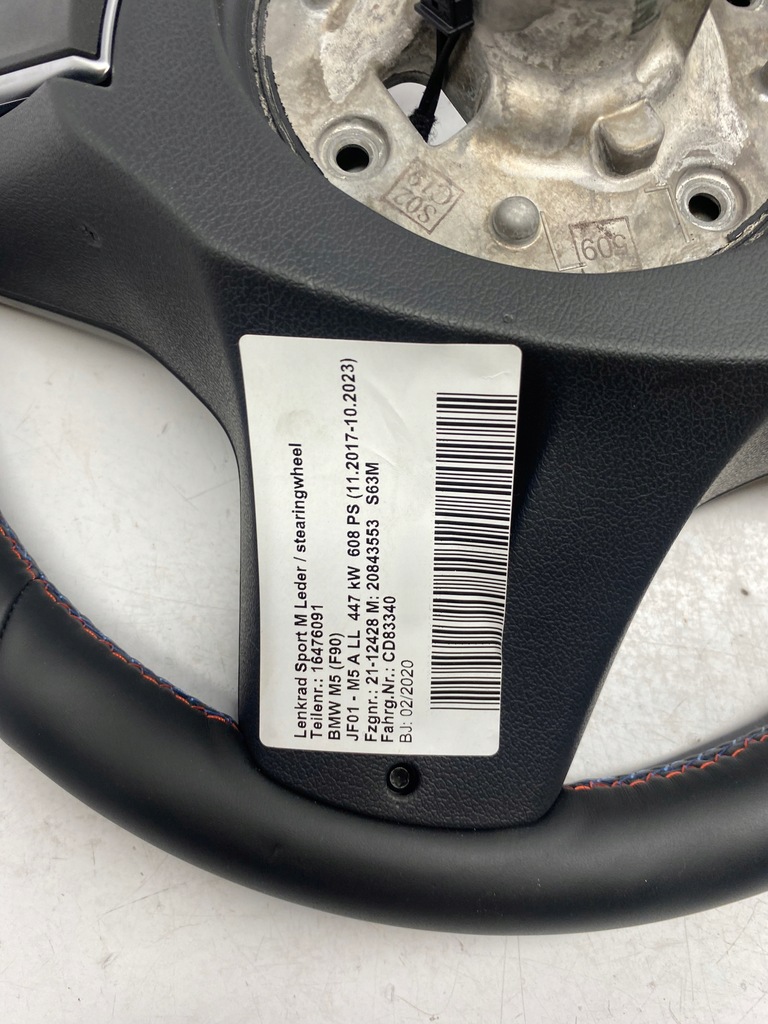 Lenkrad Sport M Leder / stearingwheel
Teilenr.: 16476091
BMW M5 (F90)
JF01 - M5 A LL 447 kW 608 PS (11.2017-10.2023)
Fzgnr.: 21-12428 M: 20843553 S63M
Fahrg.Nr.: CD83340
BJ: 02/2020
S02
C19
S09